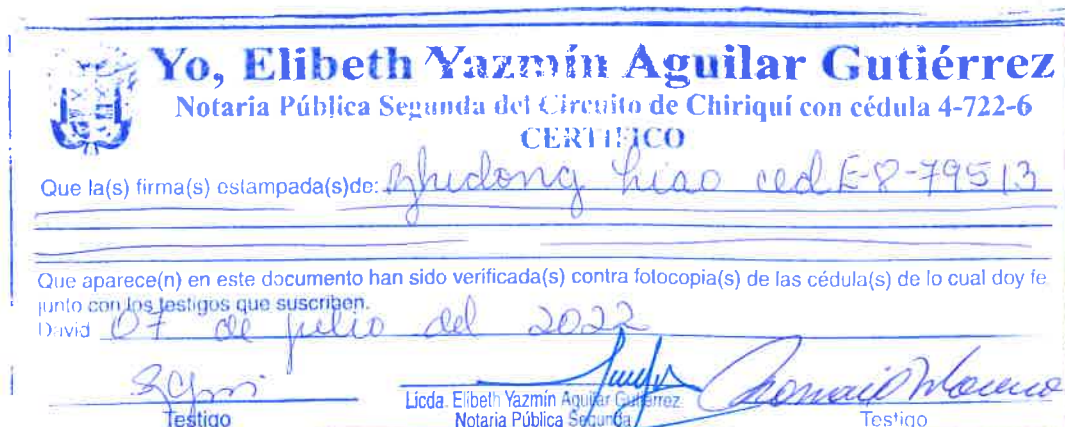 Yo, Elibeth Yazmín Aguilar Gutiérrez
Notaria Pública Segunda del Circuito de Chiriquí con cédula 4-722-6
CERTIFICO
Que la(s) firma(s) estampada(s)de: Zhidong Liao ced E-8-79513
Que aparece(n) en este documento han sido verificada(s) contra fotocopia(s) de las cédula(s) de lo cual doy fe
junto con los testigos que suscriben.
David 07 de julio del 2022
Licda. Elibeth Yazmín Aguilar Gutiérrez
Testigo Notaria Pública Segunda Testigo